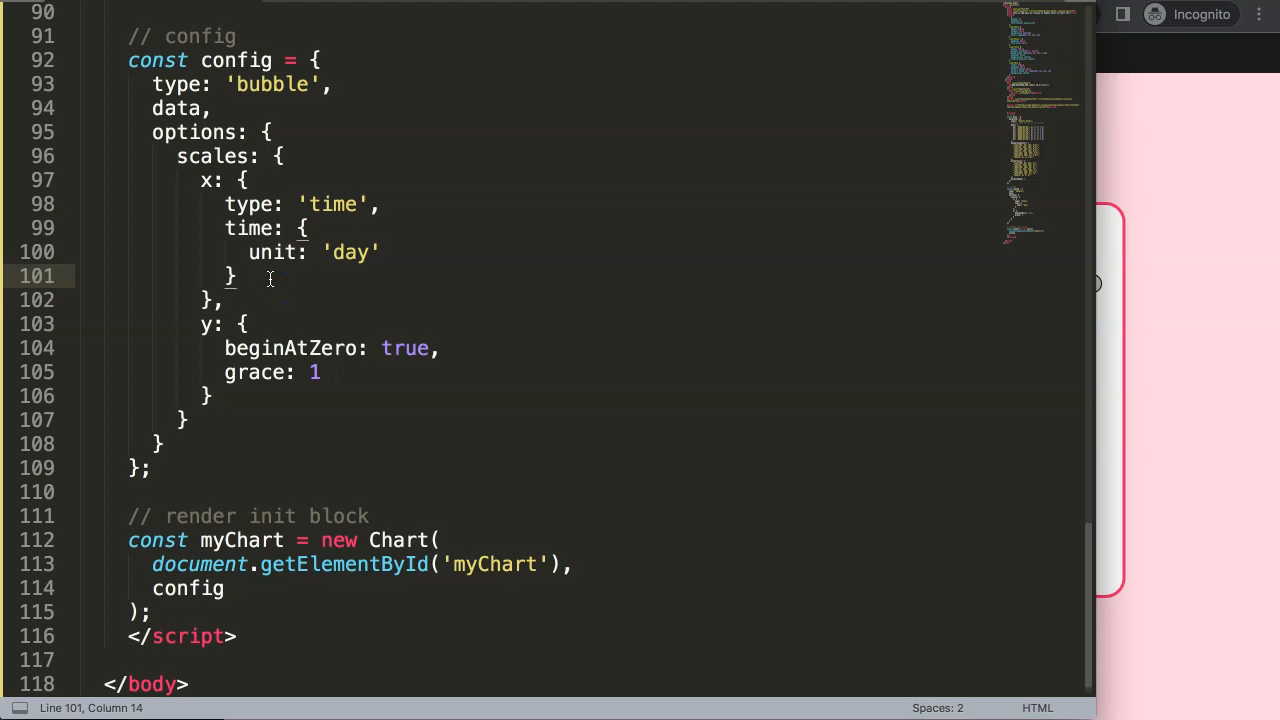 90
Incognito
91 // config
92 const config = {
93 type: 'bubble',
94 data,
95 options: {
96 scales: {
97 x: {
98 type: 'time',
99 time: {
100 unit: 'day'
101 }
102 },
103 y: {
104 beginAtZero: true,
105 grace: 1
106 }
107 }
108 }
109 };
110
111 // render init block
112 const myChart = new Chart(
113 document.getElementById('myChart'),
114 config
115 );
116 </script>
117
118 </body>
Line 101, Column 14
Spaces: 2
HTML